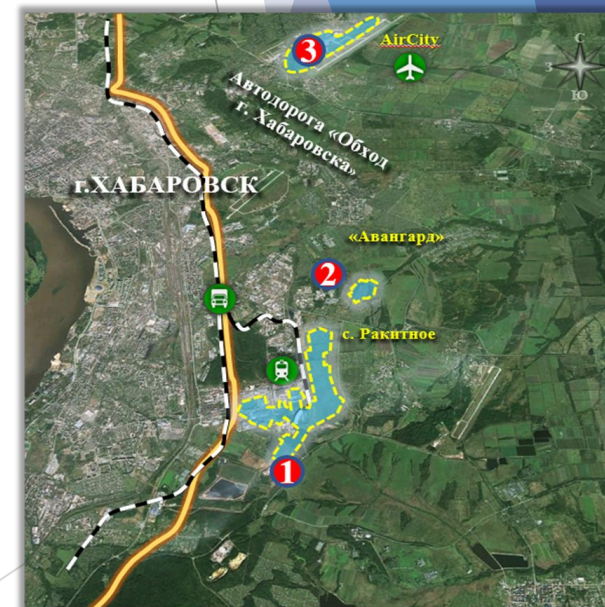 3
AirCity
С
З
Ю
Автодорога «Обход
г. Хабаровска»
г.ХАБАРОВСК
«Авангард»
2
с. Ракитное
1